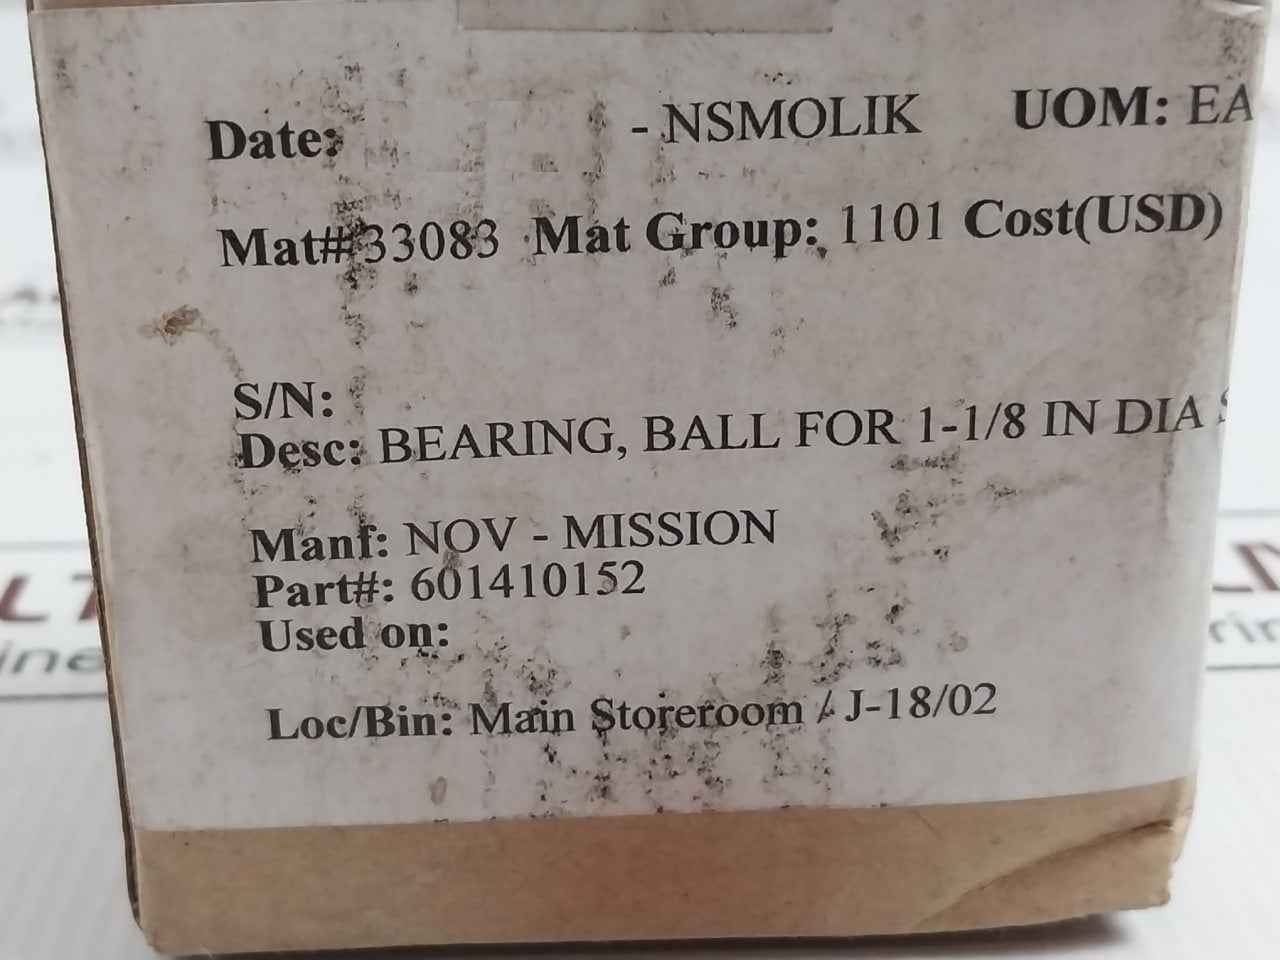 Date: - NSMOLIK UOM: EA
Mat#33083 Mat Group: 1101 Cost(USD)
S/N:
Desc: BEARING, BALL FOR 1-1/8 IN DIA
Manf: NOV - MISSION
Part#: 601410152
Used on:
Loc/Bin: Main Storeroom / J-18/02